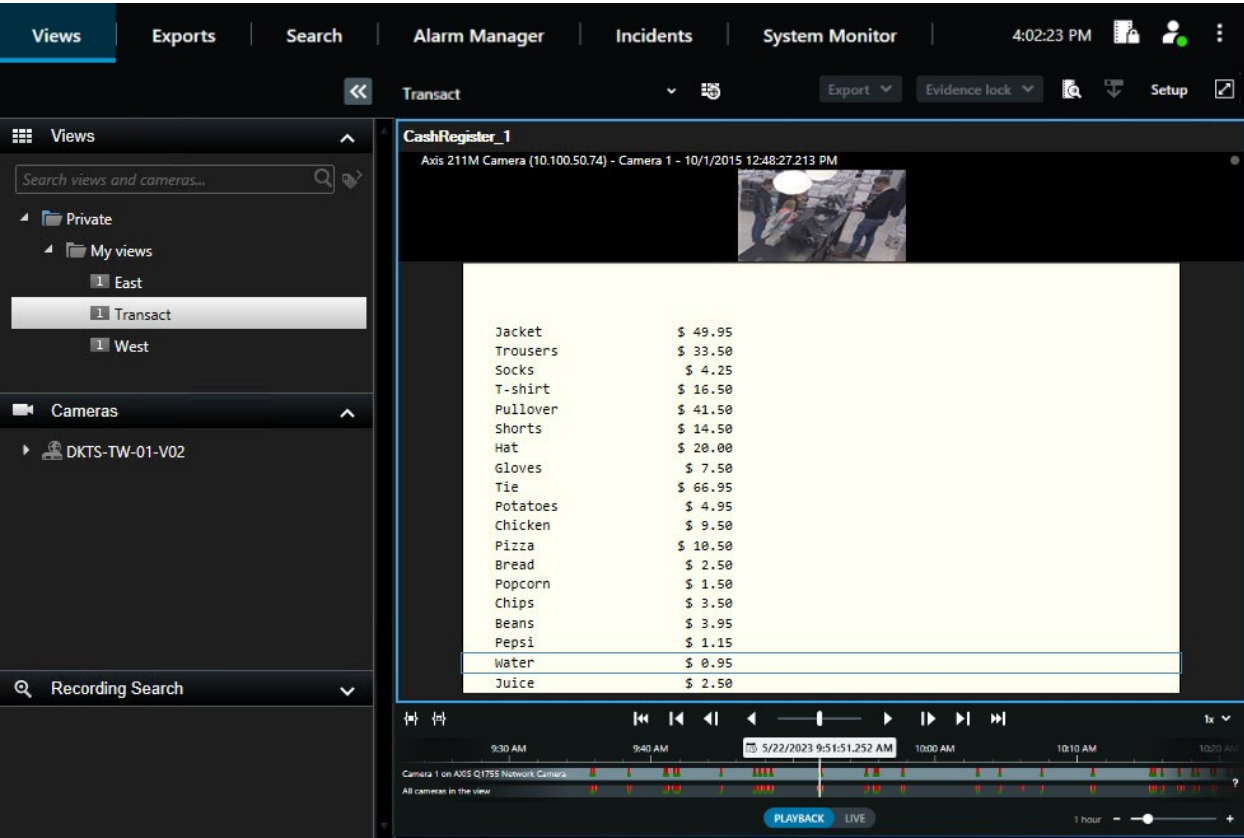 Views Exports Search Alarm Manager Incidents System Monitor 4:02:23 PM
Transact Export Evidence lock Setup
Views
Search views and cameras...
Private
My views
1 East
1 Transact
1 West
Cameras
DKTS-TW-01-V02
Recording Search
CashRegister_1
Axis 211M Camera (10.100.50.74) - Camera 1 - 10/1/2015 12:48:27.213 PM
Jacket $ 49.95
Trousers $ 33.50
Socks $ 4.25
T-shirt $ 16.50
Pullover $ 41.50
Shorts $ 14.50
Hat $ 20.00
Gloves $ 7.50
Tie $ 66.95
Potatoes $ 4.95
Chicken $ 9.50
Pizza $ 10.50
Bread $ 2.50
Popcorn $ 1.50
Chips $ 3.50
Beans $ 3.95
Pepsi $ 1.15
Water $ 0.95
Juice $ 2.50
1x
9:30 AM 9:40 AM 5/22/2023 9:51:51.252 AM 10:00 AM 10:10 AM 10:20 AM
Camera 1 on AXIS Q1755 Network Camera
All cameras in the view
?
PLAYBACK LIVE
1 hour - +